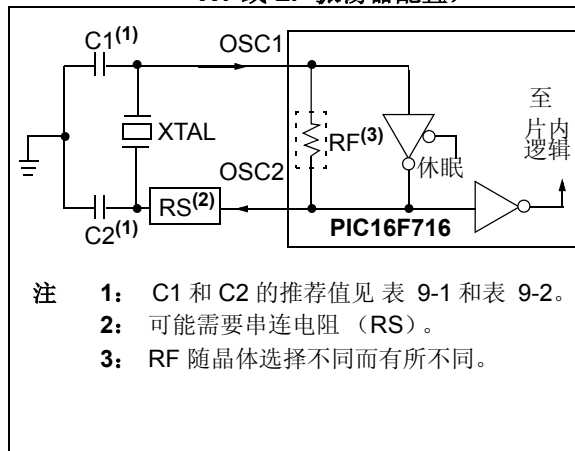 C1(1)
OSC1
XTAL
RF(3)
至
片内
逻辑
OSC2
休眠
RS(2)
C2(1)
PIC16F716
注 1： C1 和 C2 的推荐值见 表 9-1 和表 9-2。
2： 可能需要串连电阻 （RS）。
3： RF 随晶体选择不同而有所不同。